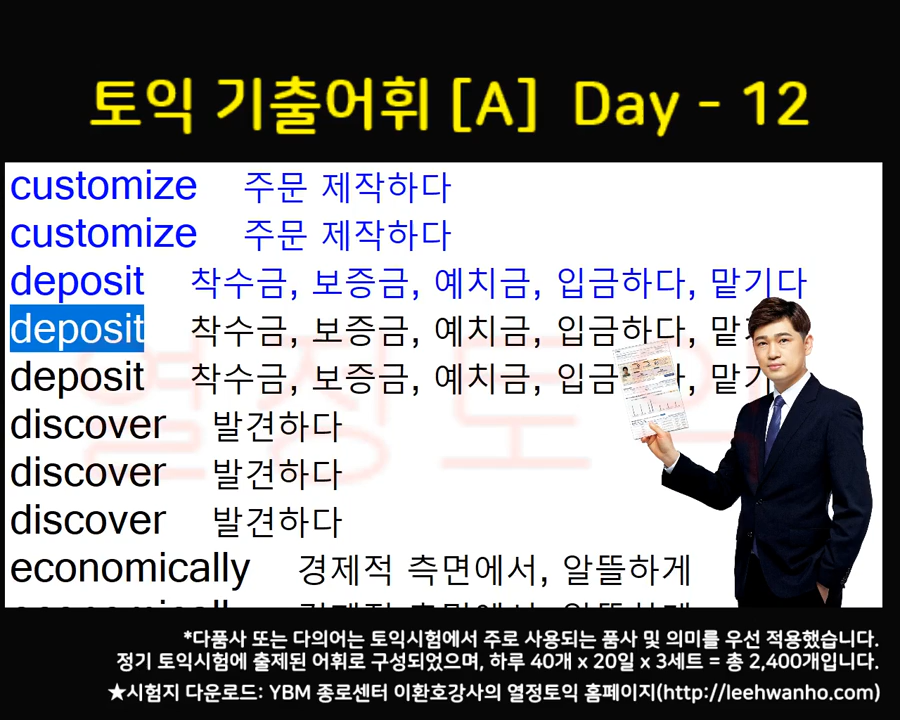 토익 기출어휘 [A] Day - 12
customize 주문 제작하다
customize 주문 제작하다
deposit 착수금, 보증금, 예치금, 입금하다, 맡기다
deposit 착수금, 보증금, 예치금, 입금하다,
deposit 착수금, 보증금, 예치금,
discover 발견하다
discover 발견하다
discover 발견하다
economically 경제적 측면에서, 알뜰하게
*다품사 또는 다의어는 토익시험에서 주로 사용되는 품사 및 의미를 우선 적용했습니다.
정기 토익시험에 출제된 어휘로 구성되었으며, 하루 40개 x 20일 x 3세트 = 총 2,400개입니다.
★시험지 다운로드: YBM 종로센터 이환호강사의 열정토익 홈페이지(http://leehwanho.com)